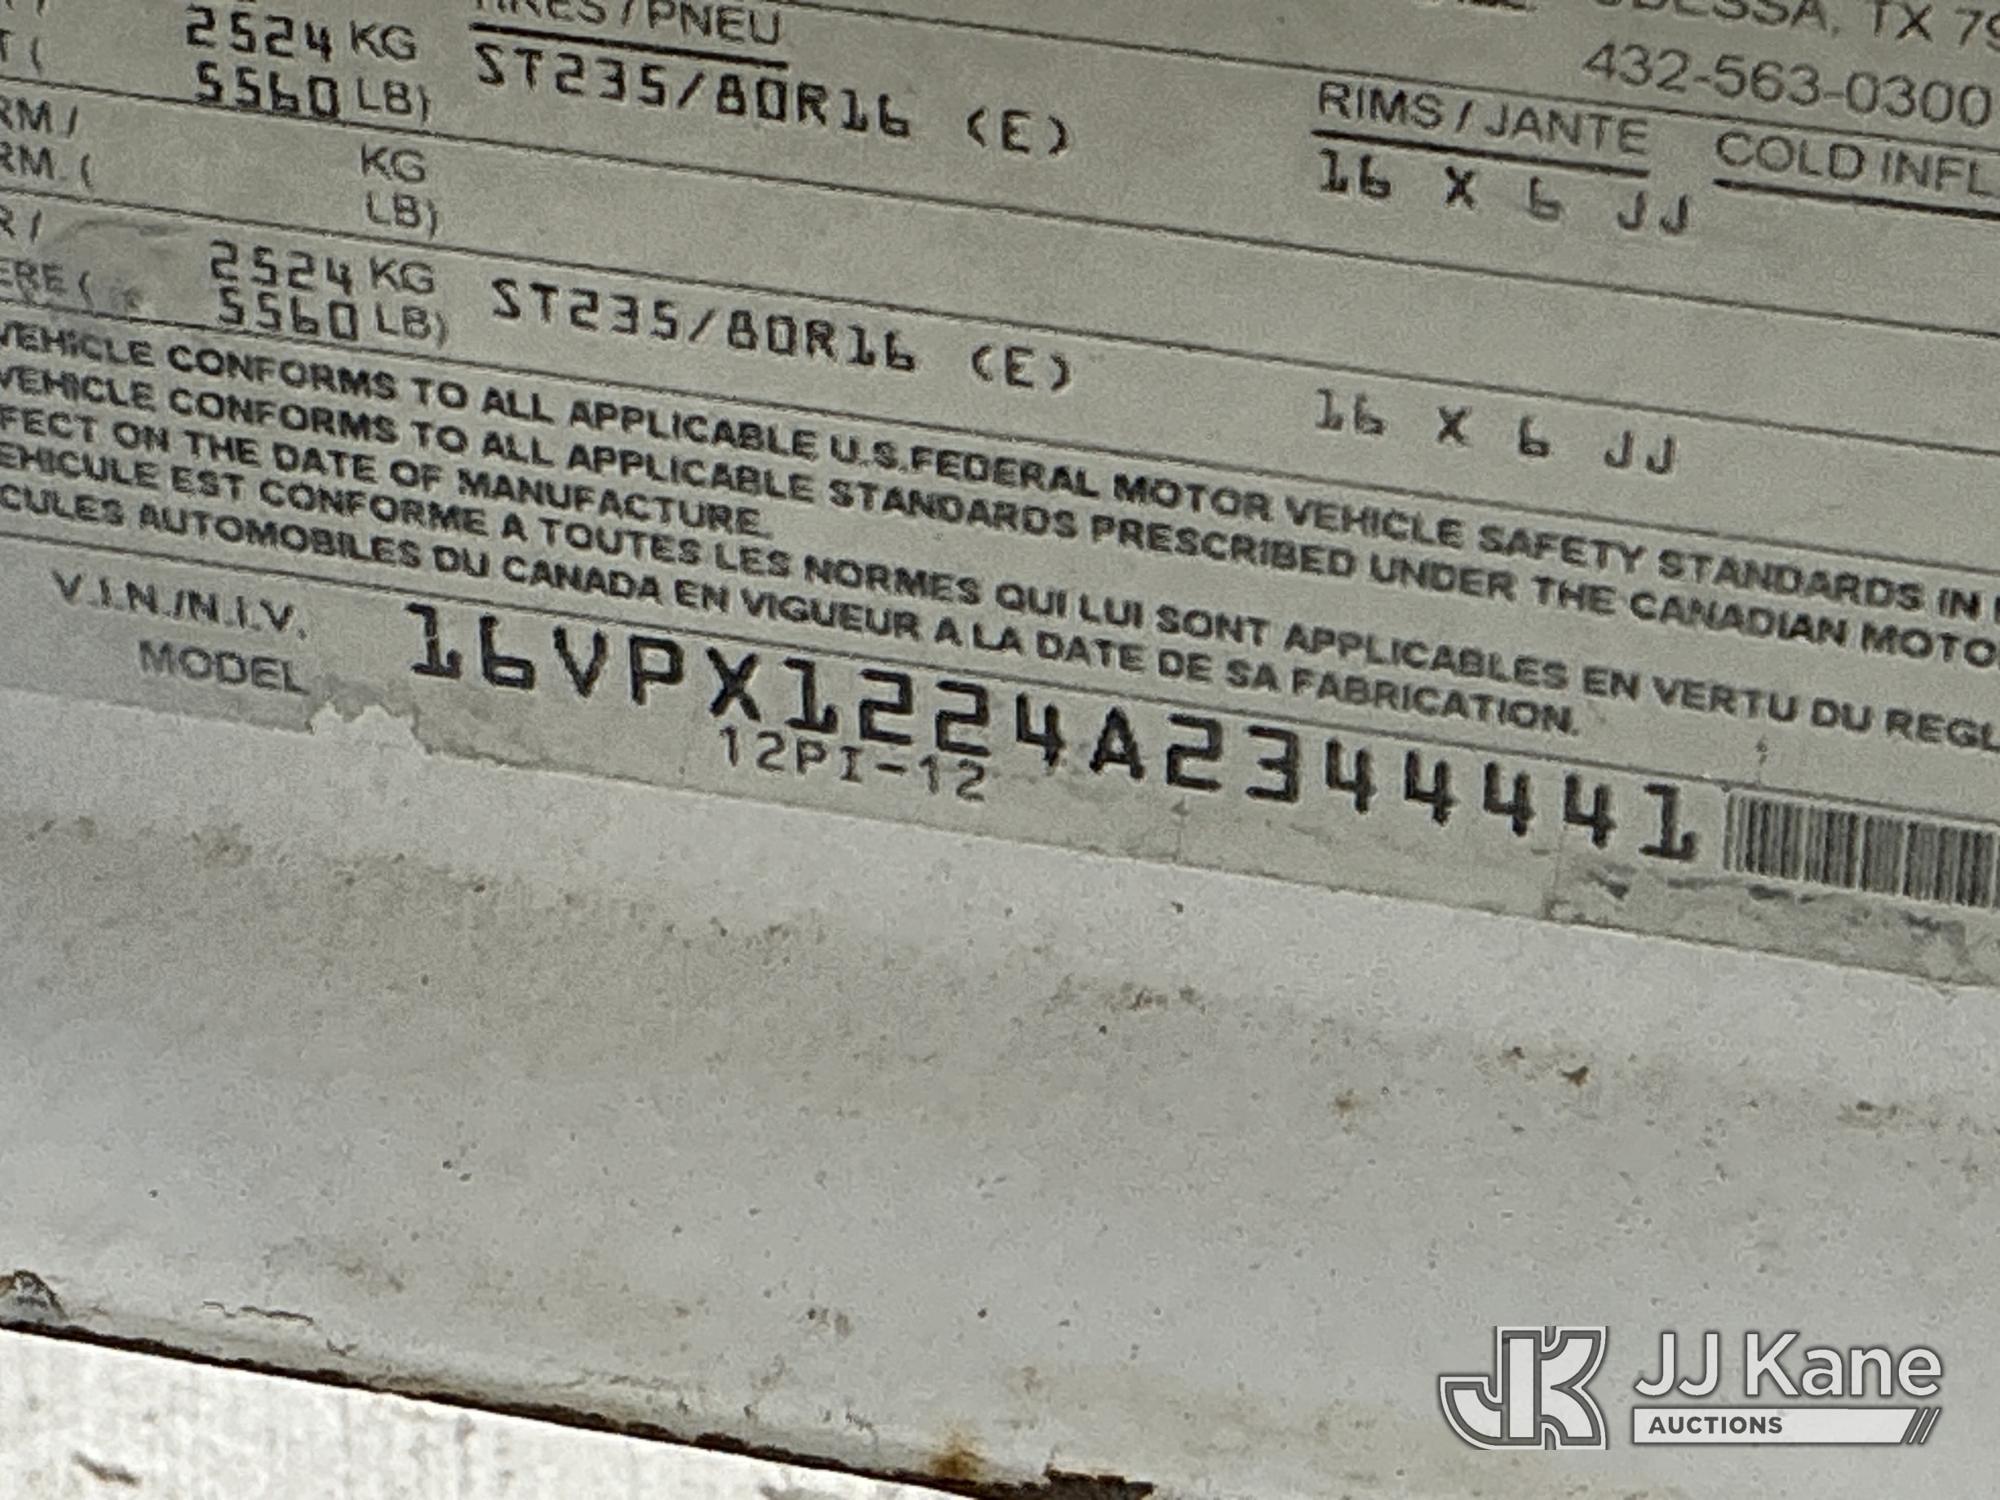 ODESSA, TX 79
432-563-0300
2524 KG TIRES / PNEU
T ( 5560 LB) ST235/80R16 (E) RIMS / JANTE COLD INFL
RM / KG 16 X 6 JJ
RM. ( LB)
R / 2524 KG
ERE ( 5560 LB) ST235/80R16 (E) 16 X 6 JJ
VEHICLE CONFORMS TO ALL APPLICABLE U.S.FEDERAL MOTOR VEHICLE SAFETY STANDARDS IN
VEHICLE CONFORMS TO ALL APPLICABLE STANDARDS PRESCRIBED UNDER THE CANADIAN MOTO
FECT ON THE DATE OF MANUFACTURE.
EHICULE EST CONFORME A TOUTES LES NORMES QUI LUI SONT APPLICABLES EN VERTU DU REGL
CULES AUTOMOBILES DU CANADA EN VIGUEUR A LA DATE DE SA FABRICATION.
V.I.N./N.I.V. 16VPX1224A2344441
MODEL 12PI-12
JK JJ Kane
AUCTIONS